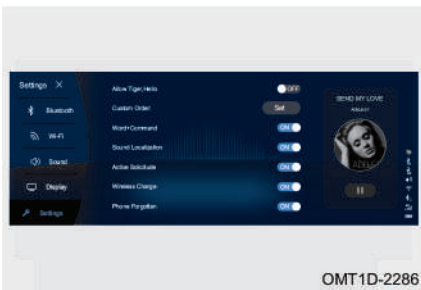 Settings ×
Bluetooth
Wi-Fi
Sound
Display
Settings
Allow Tiger, Hello
OFF
Custom Order
Set
Word+Command
ON
Sound Localization
ON
Active Solicitude
ON
Wireless Charge
ON
Phone Forgotten
ON
SEND MY LOVE
ADELE
OMT1D-2286